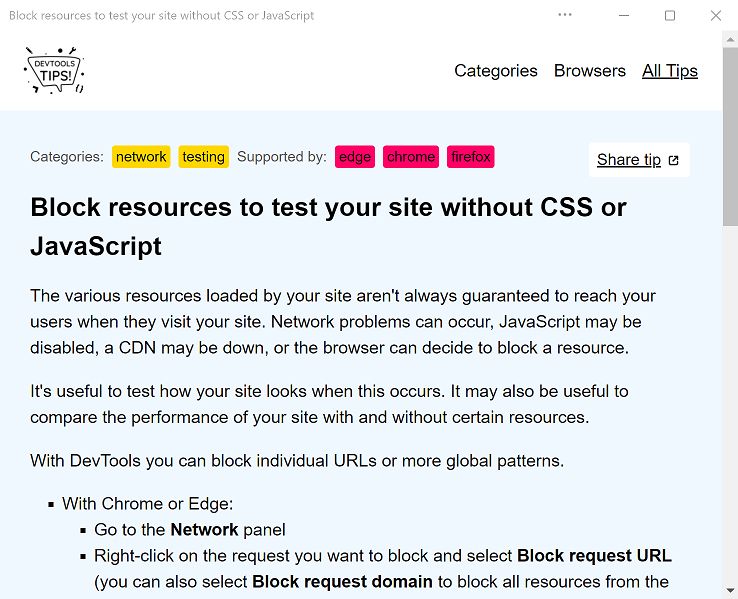 Block resources to test your site without CSS or JavaScript
DEVTOOLS
TIPS!
Categories Browsers All Tips
Categories: network testing Supported by: edge chrome firefox
Share tip
Block resources to test your site without CSS or
JavaScript
The various resources loaded by your site aren't always guaranteed to reach your
users when they visit your site. Network problems can occur, JavaScript may be
disabled, a CDN may be down, or the browser can decide to block a resource.
It's useful to test how your site looks when this occurs. It may also be useful to
compare the performance of your site with and without certain resources.
With DevTools you can block individual URLs or more global patterns.
With Chrome or Edge:
Go to the Network panel
Right-click on the request you want to block and select Block request URL
(you can also select Block request domain to block all resources from the